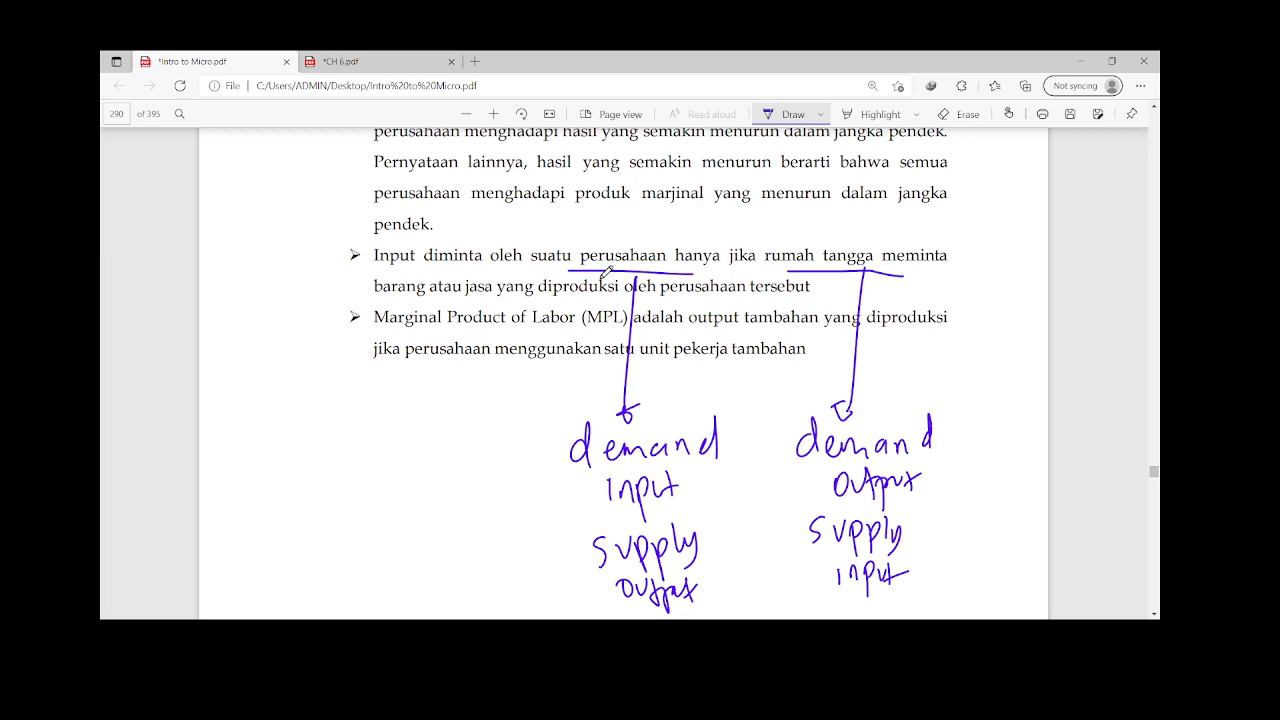 *Intro to Micro.pdf
*CH 6.pdf
File
C:/Users/ADMIN/Desktop/Intro%20to%20Micro.pdf
Not syncing
290 of 395
Page view
Read aloud
Draw
Highlight
Erase
perusahaan menghadapi hasil yang semakin menurun dalam jangka pendek.
Pernyataan lainnya, hasil yang semakin menurun berarti bahwa semua
perusahaan menghadapi produk marjinal yang menurun dalam jangka
pendek.
Input diminta oleh suatu perusahaan hanya jika rumah tangga meminta
barang atau jasa yang diproduksi oleh perusahaan tersebut
Marginal Product of Labor (MPL) adalah output tambahan yang diproduksi
jika perusahaan menggunakan satu unit pekerja tambahan
demand
input
supply
output
demand
output
supply
input